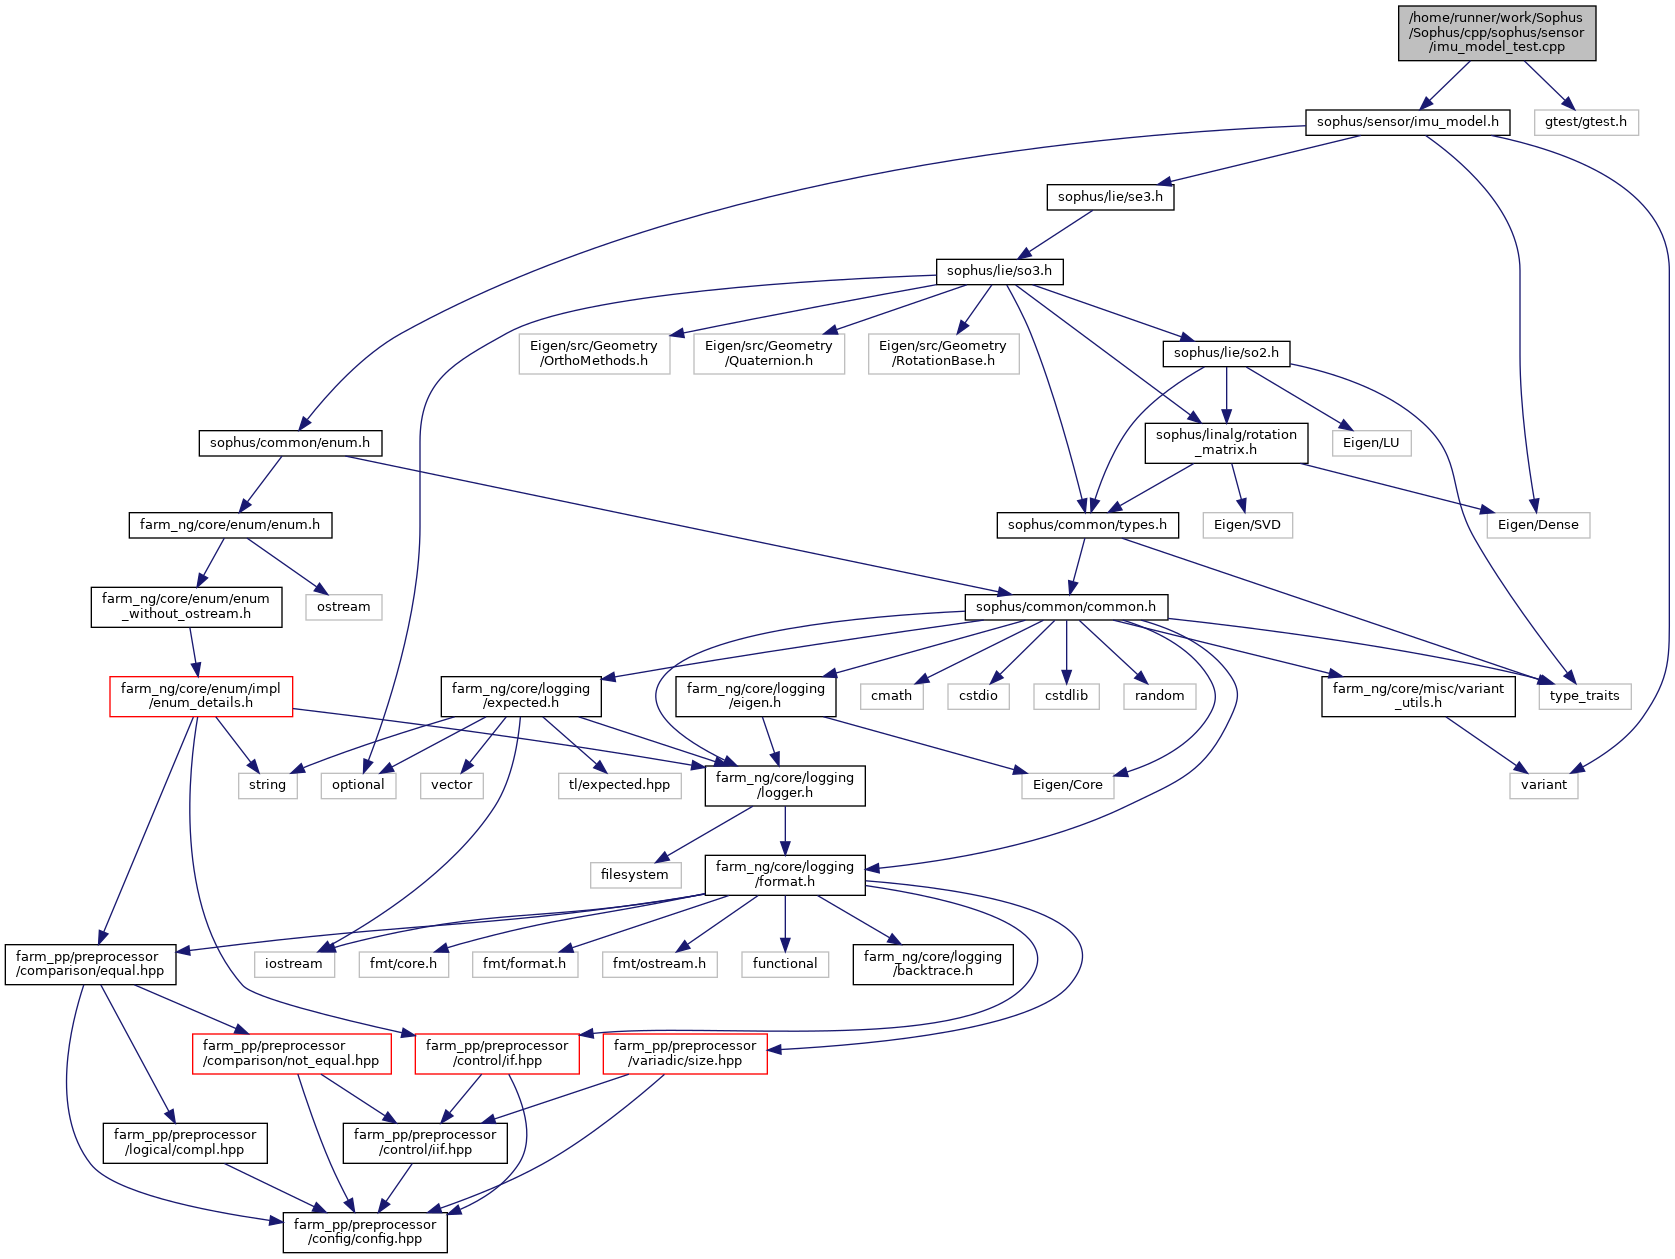 /home/runner/work/Sophus
/Sophus/cpp/sophus/sensor
/imu_model_test.cpp
sophus/sensor/imu_model.h
gtest/gtest.h
sophus/lie/se3.h
sophus/lie/so3.h
Eigen/src/Geometry
/OrthoMethods.h
Eigen/src/Geometry
/Quaternion.h
Eigen/src/Geometry
/RotationBase.h
sophus/lie/so2.h
sophus/common/enum.h
sophus/linalg/rotation
_matrix.h
Eigen/LU
farm_ng/core/enum/enum.h
sophus/common/types.h
Eigen/SVD
Eigen/Dense
farm_ng/core/enum/enum
_without_ostream.h
ostream
sophus/common/common.h
farm_ng/core/enum/impl
/enum_details.h
farm_ng/core/logging
/expected.h
farm_ng/core/logging
/eigen.h
cmath
cstdio
cstdlib
random
farm_ng/core/misc/variant
_utils.h
type_traits
string
optional
vector
tl/expected.hpp
farm_ng/core/logging
/logger.h
Eigen/Core
variant
filesystem
farm_ng/core/logging
/format.h
farm_pp/preprocessor
/comparison/equal.hpp
iostream
fmt/core.h
fmt/format.h
fmt/ostream.h
functional
farm_ng/core/logging
/backtrace.h
farm_pp/preprocessor
/comparison/not_equal.hpp
farm_pp/preprocessor
/control/if.hpp
farm_pp/preprocessor
/variadic/size.hpp
farm_pp/preprocessor
/logical/compl.hpp
farm_pp/preprocessor
/control/iif.hpp
farm_pp/preprocessor
/config/config.hpp